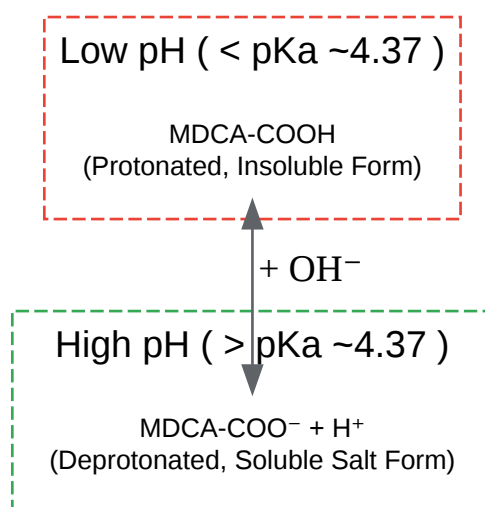 Low pH ( < pKa ~4.37 )
MDCA-COOH
(Protonated, Insoluble Form)
+ OH⁻
High pH ( > pKa ~4.37 )
MDCA-COO⁻ + H⁺
(Deprotonated, Soluble Salt Form)